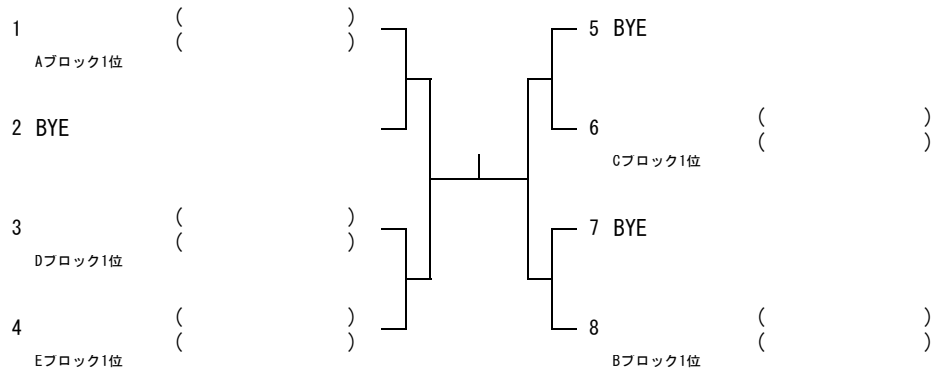 1 ( )
( )
Aブロック1位
2 BYE
3 ( )
( )
Dブロック1位
4 ( )
( )
Eブロック1位
5 BYE
6 ( )
( )
Cブロック1位
7 BYE
8 ( )
( )
Bブロック1位